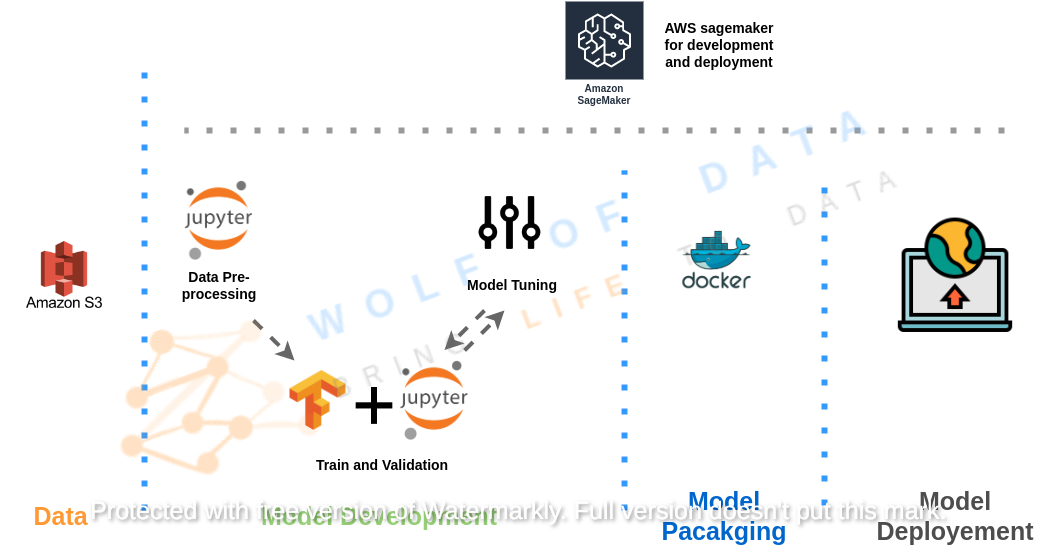 AWS sagemaker
for development
and deployment
Amazon
SageMaker
WOLF OF DATA
BRING LIFE TO DATA
jupyter
Data Pre-
processing
Model Tuning
docker
Amazon S3
jupyter
Train and Validation
Data
Model Development
Model
Pacakging
Model
Deployement
Protected with free version of Watermarkly. Full version doesn't put this mark.